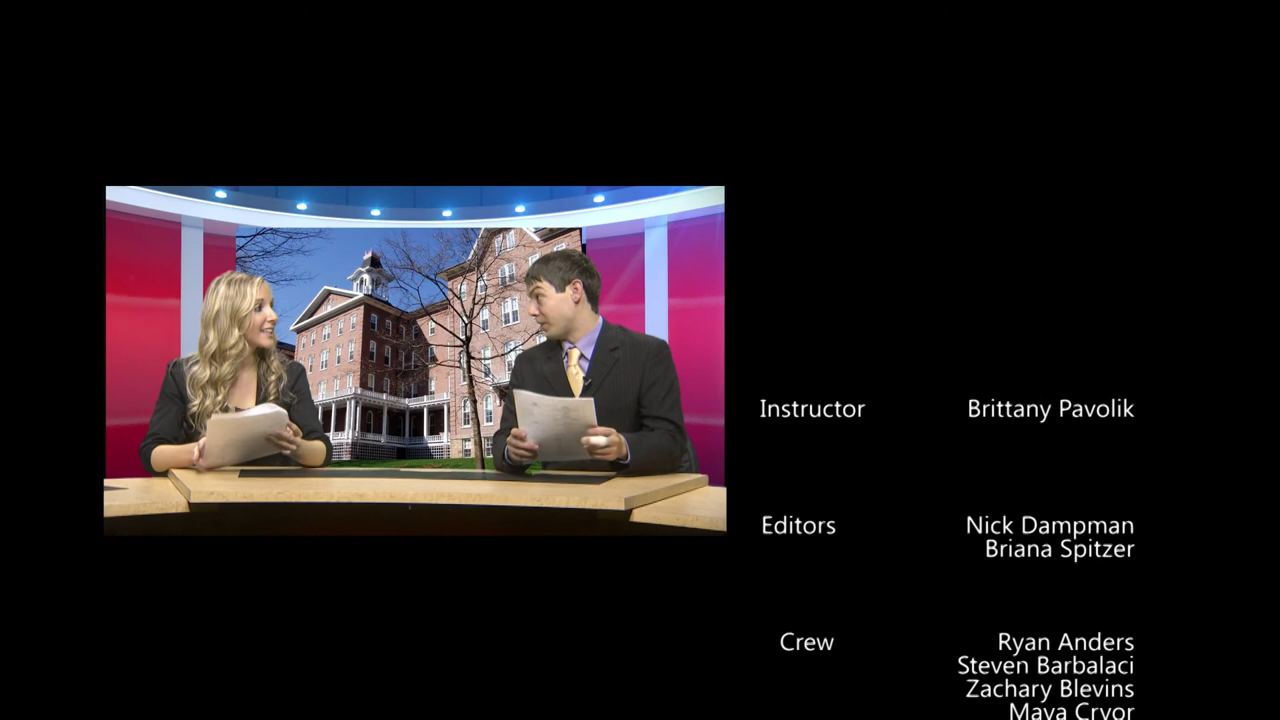 Instructor Brittany Pavolik
Editors Nick Dampman
Briana Spitzer
Crew Ryan Anders
Steven Barbalaci
Zachary Blevins
Maya Cryor